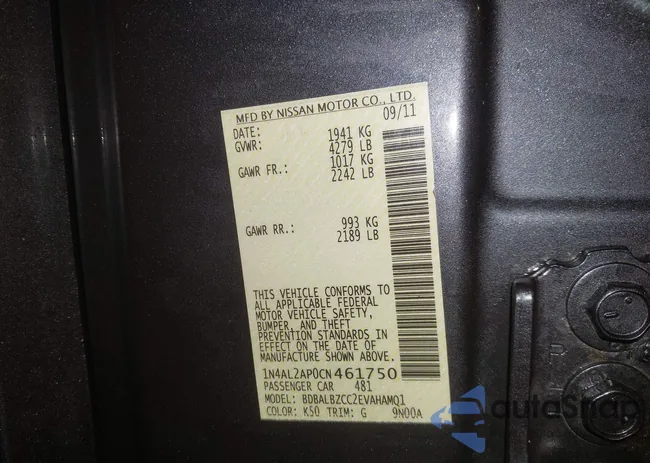 MFD BY NISSAN MOTOR CO., LTD.
DATE: 09/11
GVWR: 1941 KG
4279 LB
GAWR FR.: 1017 KG
2242 LB
GAWR RR.: 993 KG
2189 LB
THIS VEHICLE CONFORMS TO
ALL APPLICABLE FEDERAL
MOTOR VEHICLE SAFETY,
BUMPER, AND THEFT
PREVENTION STANDARDS IN
EFFECT ON THE DATE OF
MANUFACTURE SHOWN ABOVE.
1N4AL2AP0CN461750
PASSENGER CAR 481
MODEL: BDBALBZCC2EVAHAMQ1
COLOR: K50 TRIM: G 9N00A
autoSnap